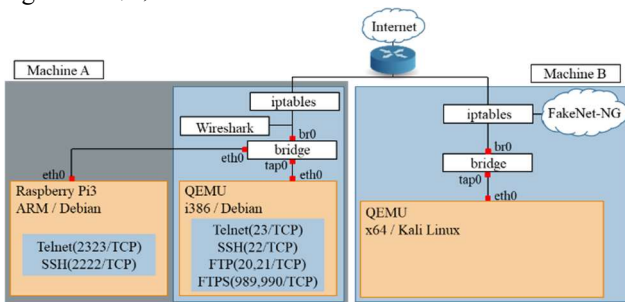 Internet
Machine A
Machine B
iptables
iptables
FakeNet-NG
Wireshark
br0
br0
eth0
bridge
bridge
tap0
tap0
eth0
eth0
eth0
Raspberry Pi3
ARM / Debian
Telnet(2323/TCP)
SSH(2222/TCP)
QEMU
i386 / Debian
Telnet(23/TCP)
SSH(22/TCP)
FTP(20,21/TCP)
FTPS(989,990/TCP)
QEMU
x64 / Kali Linux